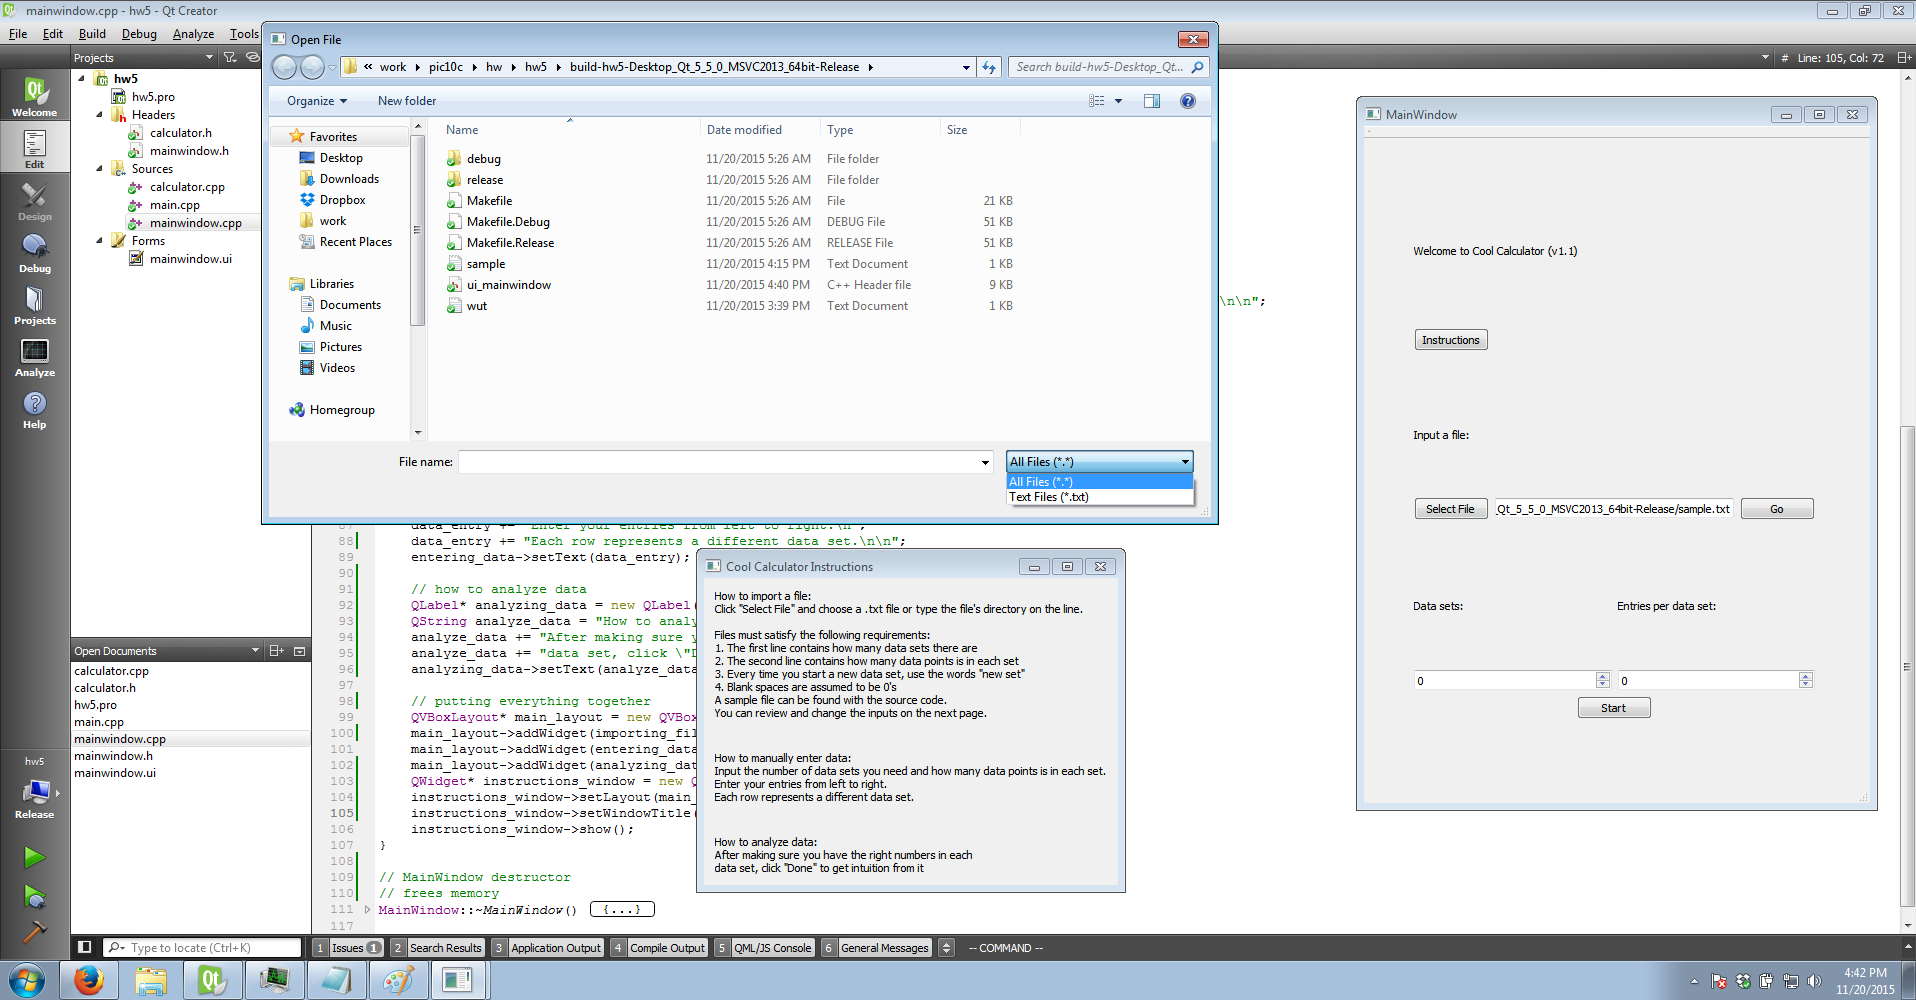 mainwindow.cpp - hw5 - Qt Creator
File Edit Build Debug Analyze Tools
Projects
# Line: 105, Col: 72
Welcome
Edit
Design
Debug
Projects
Analyze
Help
hw5
Release
hw5
hw5.pro
Headers
calculator.h
mainwindow.h
Sources
calculator.cpp
main.cpp
mainwindow.cpp
Forms
mainwindow.ui
Open Documents
calculator.cpp
calculator.h
hw5.pro
main.cpp
mainwindow.cpp
mainwindow.h
mainwindow.ui
Open File
« work pic10c hw hw5 build-hw5-Desktop_Qt_5_5_0_MSVC2013_64bit-Release
Search build-hw5-Desktop_Qt...
Organize New folder
Favorites
Desktop
Downloads
Dropbox
work
Recent Places
Libraries
Documents
Music
Pictures
Videos
Homegroup
Name Date modified Type Size
debug 11/20/2015 5:26 AM File folder
release 11/20/2015 5:26 AM File folder
Makefile 11/20/2015 5:26 AM File 21 KB
Makefile.Debug 11/20/2015 5:26 AM DEBUG File 51 KB
Makefile.Release 11/20/2015 5:26 AM RELEASE File 51 KB
sample 11/20/2015 4:15 PM Text Document 1 KB
ui_mainwindow 11/20/2015 4:40 PM C++ Header file 9 KB
wut 11/20/2015 3:39 PM Text Document 1 KB
File name: All Files (*.*)
All Files (*.*)
Text Files (*.txt)
\n\n";
87 data_entry += "Enter your entries from left to right.\n";
88 data_entry += "Each row represents a different data set.\n\n";
89 entering_data->setText(data_entry);
90
91 // how to analyze data
92 QLabel* analyzing_data = new QLabel(
93 QString analyze_data = "How to analy
94 analyze_data += "After making sure y
95 analyze_data += "data set, click \"D
96 analyzing_data->setText(analyze_data
97
98 // putting everything together
99 QVBoxLayout* main_layout = new QVBox
100 main_layout->addWidget(importing_fil
101 main_layout->addWidget(entering_data
102 main_layout->addWidget(analyzing_dat
103 QWidget* instructions_window = new Q
104 instructions_window->setLayout(main_
105 instructions_window->setWindowTitle(
106 instructions_window->show();
107 }
108
109 // MainWindow destructor
110 // frees memory
111 MainWindow::~MainWindow() {...}
117
Cool Calculator Instructions
How to import a file:
Click "Select File" and choose a .txt file or type the file's directory on the line.
Files must satisfy the following requirements:
1. The first line contains how many data sets there are
2. The second line contains how many data points is in each set
3. Every time you start a new data set, use the words "new set"
4. Blank spaces are assumed to be 0's
A sample file can be found with the source code.
You can review and change the inputs on the next page.
How to manually enter data:
Input the number of data sets you need and how many data points is in each set.
Enter your entries from left to right.
Each row represents a different data set.
How to analyze data:
After making sure you have the right numbers in each
data set, click "Done" to get intuition from it
MainWindow
Welcome to Cool Calculator (v1.1)
Instructions
Input a file:
Select File Qt_5_5_0_MSVC2013_64bit-Release/sample.txt Go
Data sets: Entries per data set:
0 0
Start
Type to locate (Ctrl+K) 1 Issues 1 2 Search Results 3 Application Output 4 Compile Output 5 QML/JS Console 6 General Messages -- COMMAND --
4:42 PM
11/20/2015